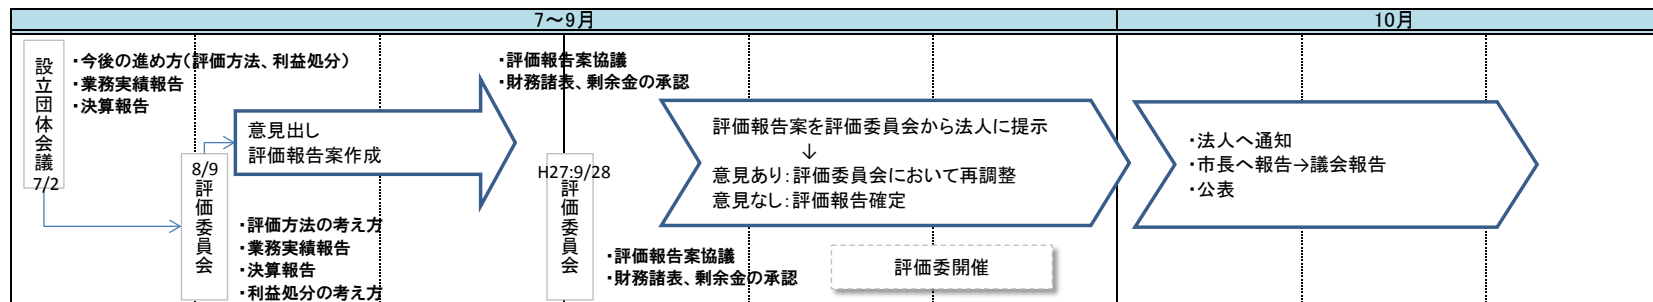 7～9月
10月
設立団体会議
7/2
・今後の進め方（評価方法、利益処分）
・業務実績報告
・決算報告
8/9
評価委員会
意見出し
評価報告案作成
・評価方法の考え方
・業務実績報告
・決算報告
・利益処分の考え方
・評価報告案協議
・財務諸表、剰余金の承認
H27:9/28
評価委員会
・評価報告案協議
・財務諸表、剰余金の承認
評価報告案を評価委員会から法人に提示
↓
意見あり：評価委員会において再調整
意見なし：評価報告確定
評価委開催
・法人へ通知
・市長へ報告→議会報告
・公表